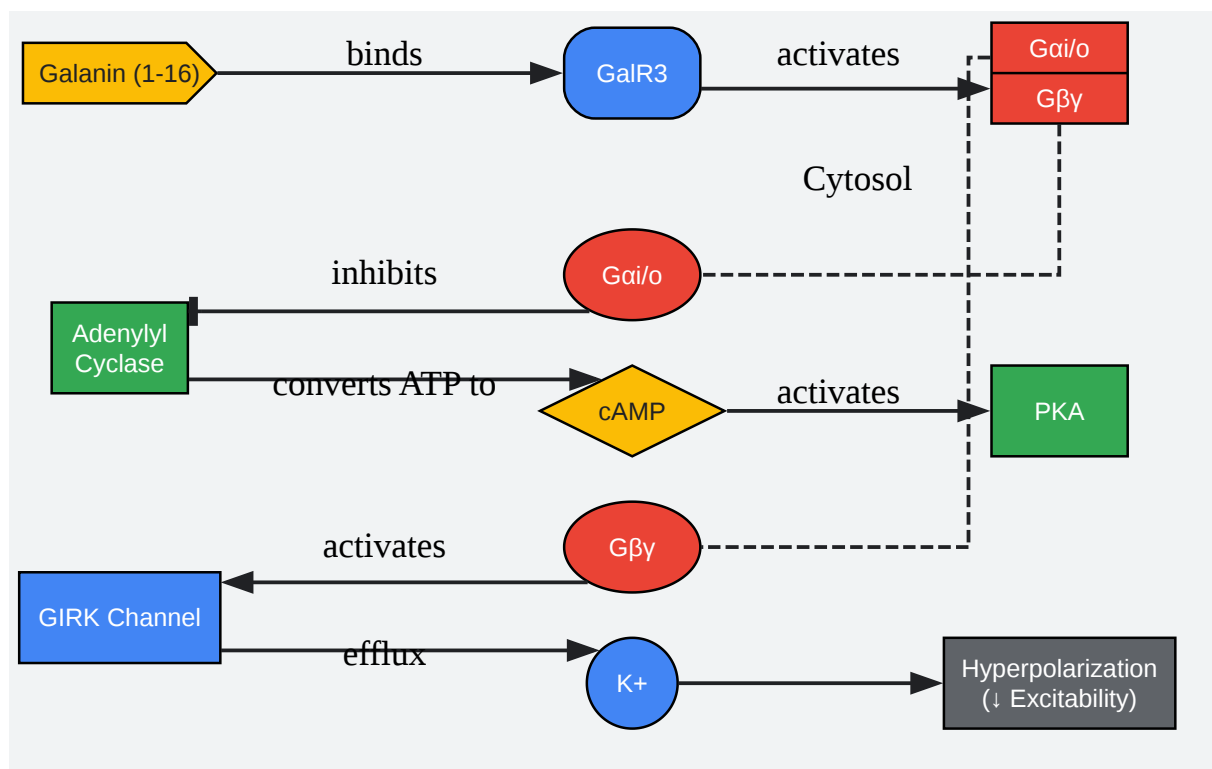 binds
activates
Galanin (1-16)
GalR3
Gαi/o
Gβγ
Cytosol
inhibits
Gαi/o
Adenylyl
Cyclase
converts ATP to
cAMP
activates
PKA
activates
Gβγ
GIRK Channel
efflux
K+
Hyperpolarization
(↓ Excitability)